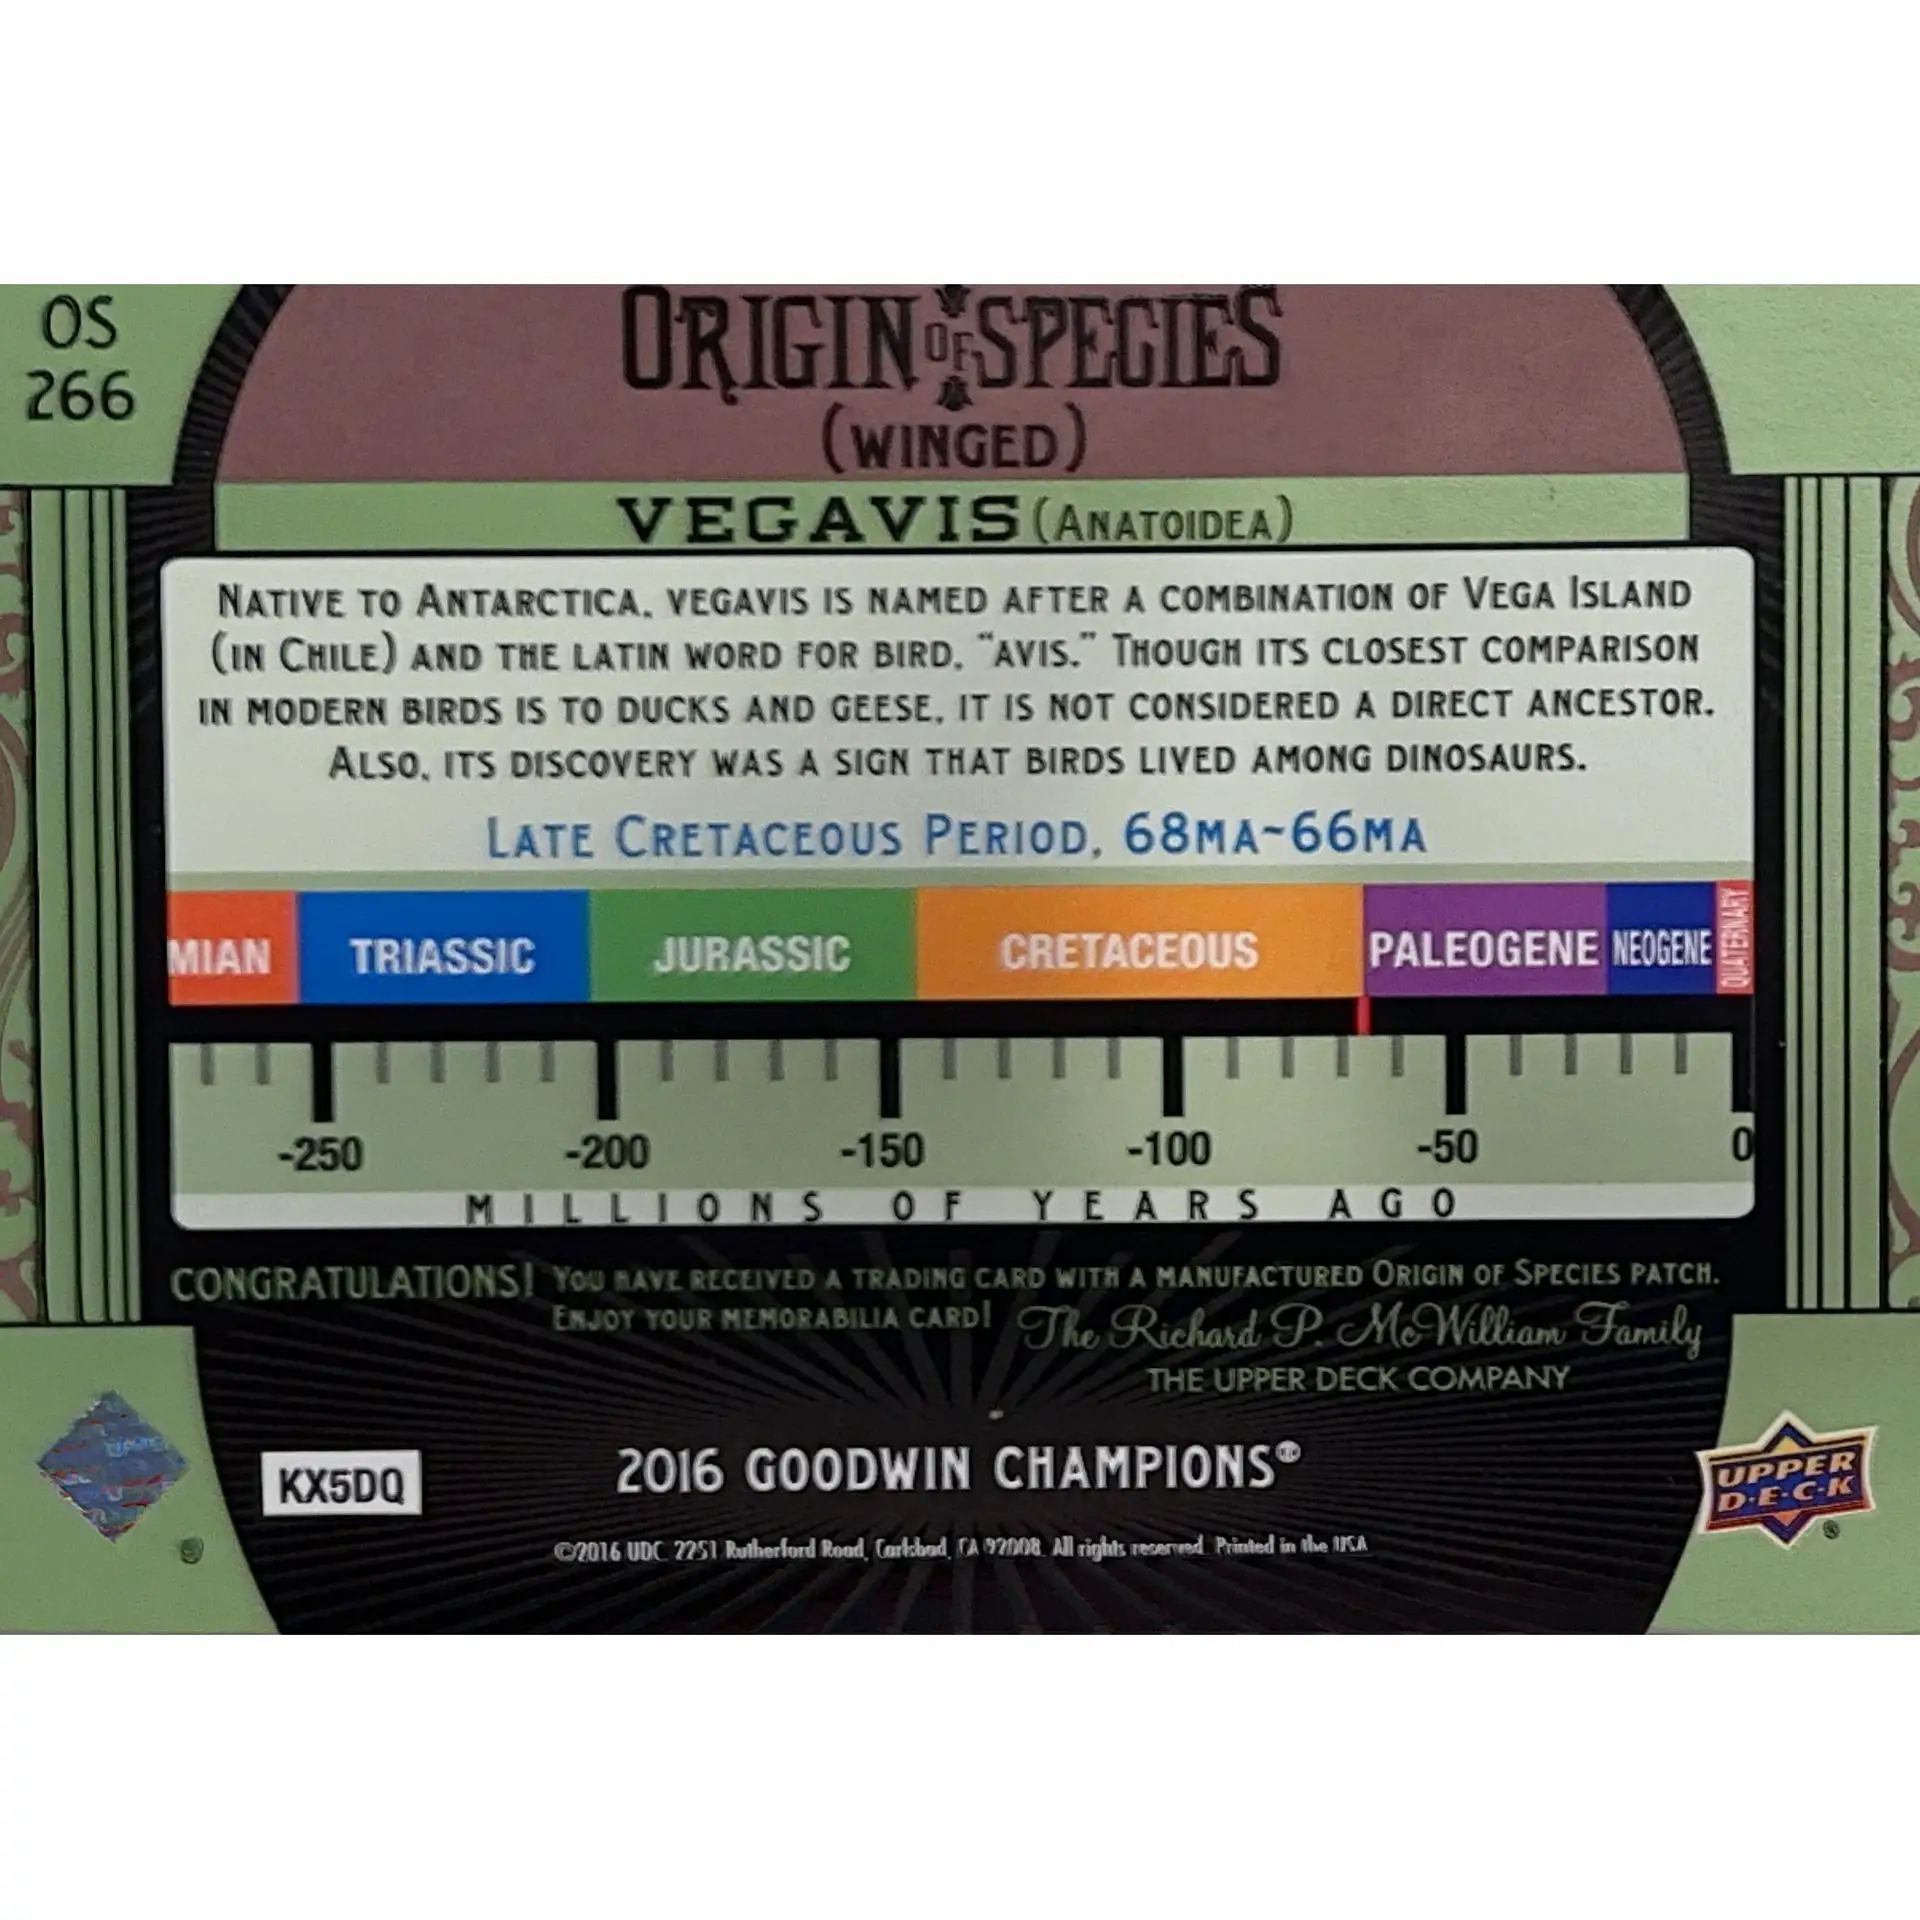 OS
266
ORIGIN OF SPECIES
(WINGED)
VEGAVIS (ANATOIDEA)
NATIVE TO ANTARCTICA, VEGAVIS IS NAMED AFTER A COMBINATION OF VEGA ISLAND
(IN CHILE) AND THE LATIN WORD FOR BIRD, "AVIS." THOUGH ITS CLOSEST COMPARISON
IN MODERN BIRDS IS TO DUCKS AND GEESE, IT IS NOT CONSIDERED A DIRECT ANCESTOR.
ALSO, ITS DISCOVERY WAS A SIGN THAT BIRDS LIVED AMONG DINOSAURS.
LATE CRETACEOUS PERIOD, 68MA~66MA
MIAN TRIASSIC JURASSIC CRETACEOUS PALEOGENE NEOGENE QUATERNARY
-250 -200 -150 -100 -50 0
MILLIONS OF YEARS AGO
CONGRATULATIONS! YOU HAVE RECEIVED A TRADING CARD WITH A MANUFACTURED ORIGIN OF SPECIES PATCH.
ENJOY YOUR MEMORABILIA CARD! The Richard P. McWilliam Family
THE UPPER DECK COMPANY
KX5DQ
2016 GOODWIN CHAMPIONS®
UPPER
D·E·C·K
®
©2016 UDC 2251 Rutherford Road, Carlsbad, CA 92008. All rights reserved. Printed in the USA